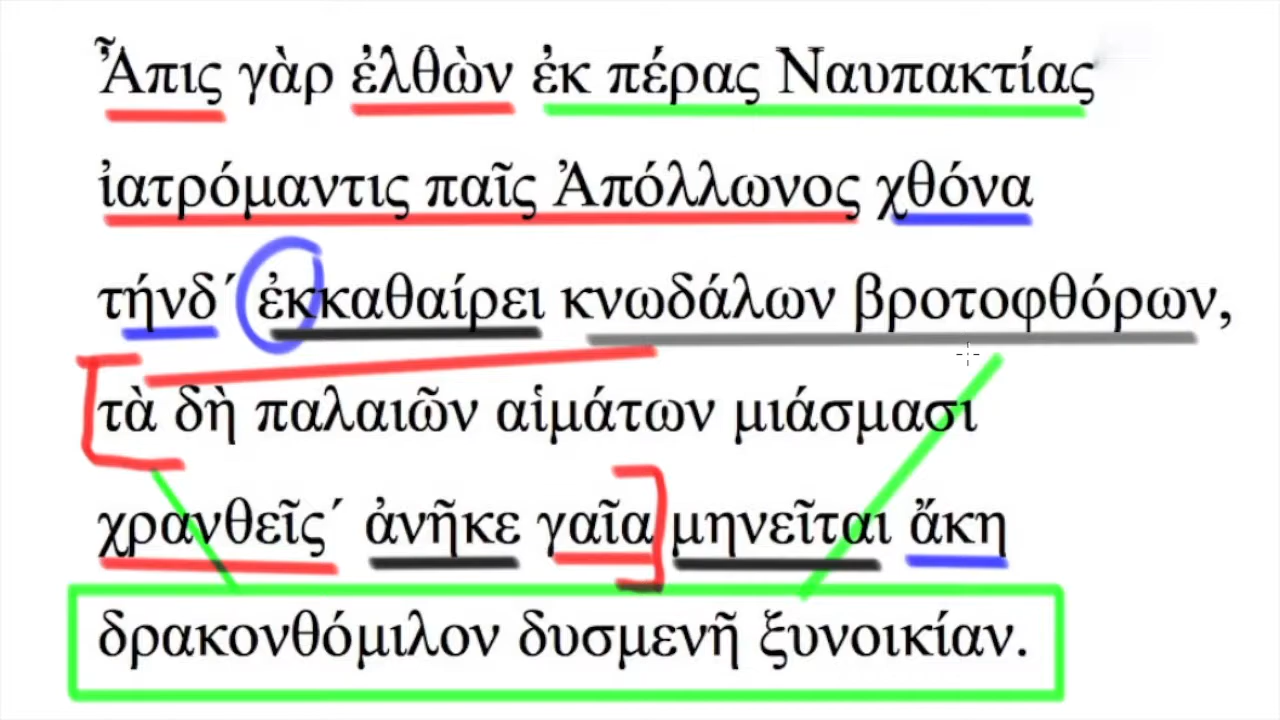 Ἆπις γὰρ ἐλθὼν ἐκ πέρας Ναυπακτίας
ἰατρόμαντις παῖς Ἀπόλλωνος χθόνα
τήνδ´ ἐκκαθαίρει κνωδάλων βροτοφθόρων,
τὰ δὴ παλαιῶν αἱμάτων μιάσμασι
χρανθεῖς´ ἀνῆκε γαῖα μηνεῖται ἄκη
δρακονθόμιλον δυσμενῆ ξυνοικίαν.